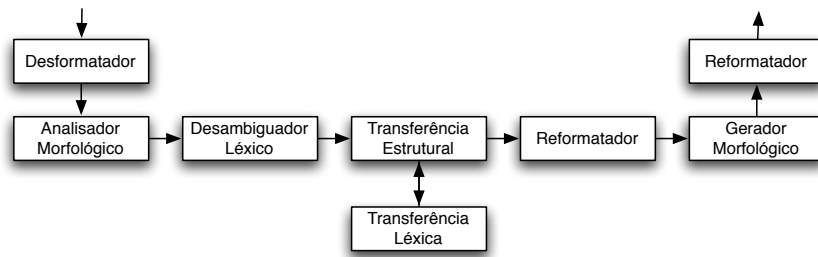 Desformatador
Reformatador
Analisador
Morfológico
Desambiguador
Léxico
Transferência
Estrutural
Reformatador
Gerador
Morfológico
Transferência
Léxica